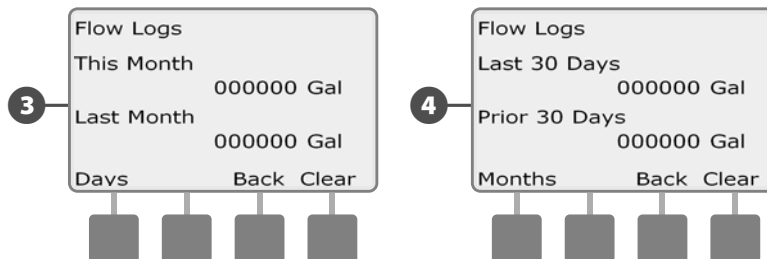 3
Flow Logs
This Month
000000 Gal
Last Month
000000 Gal
Days Back Clear
4
Flow Logs
Last 30 Days
000000 Gal
Prior 30 Days
000000 Gal
Months Back Clear